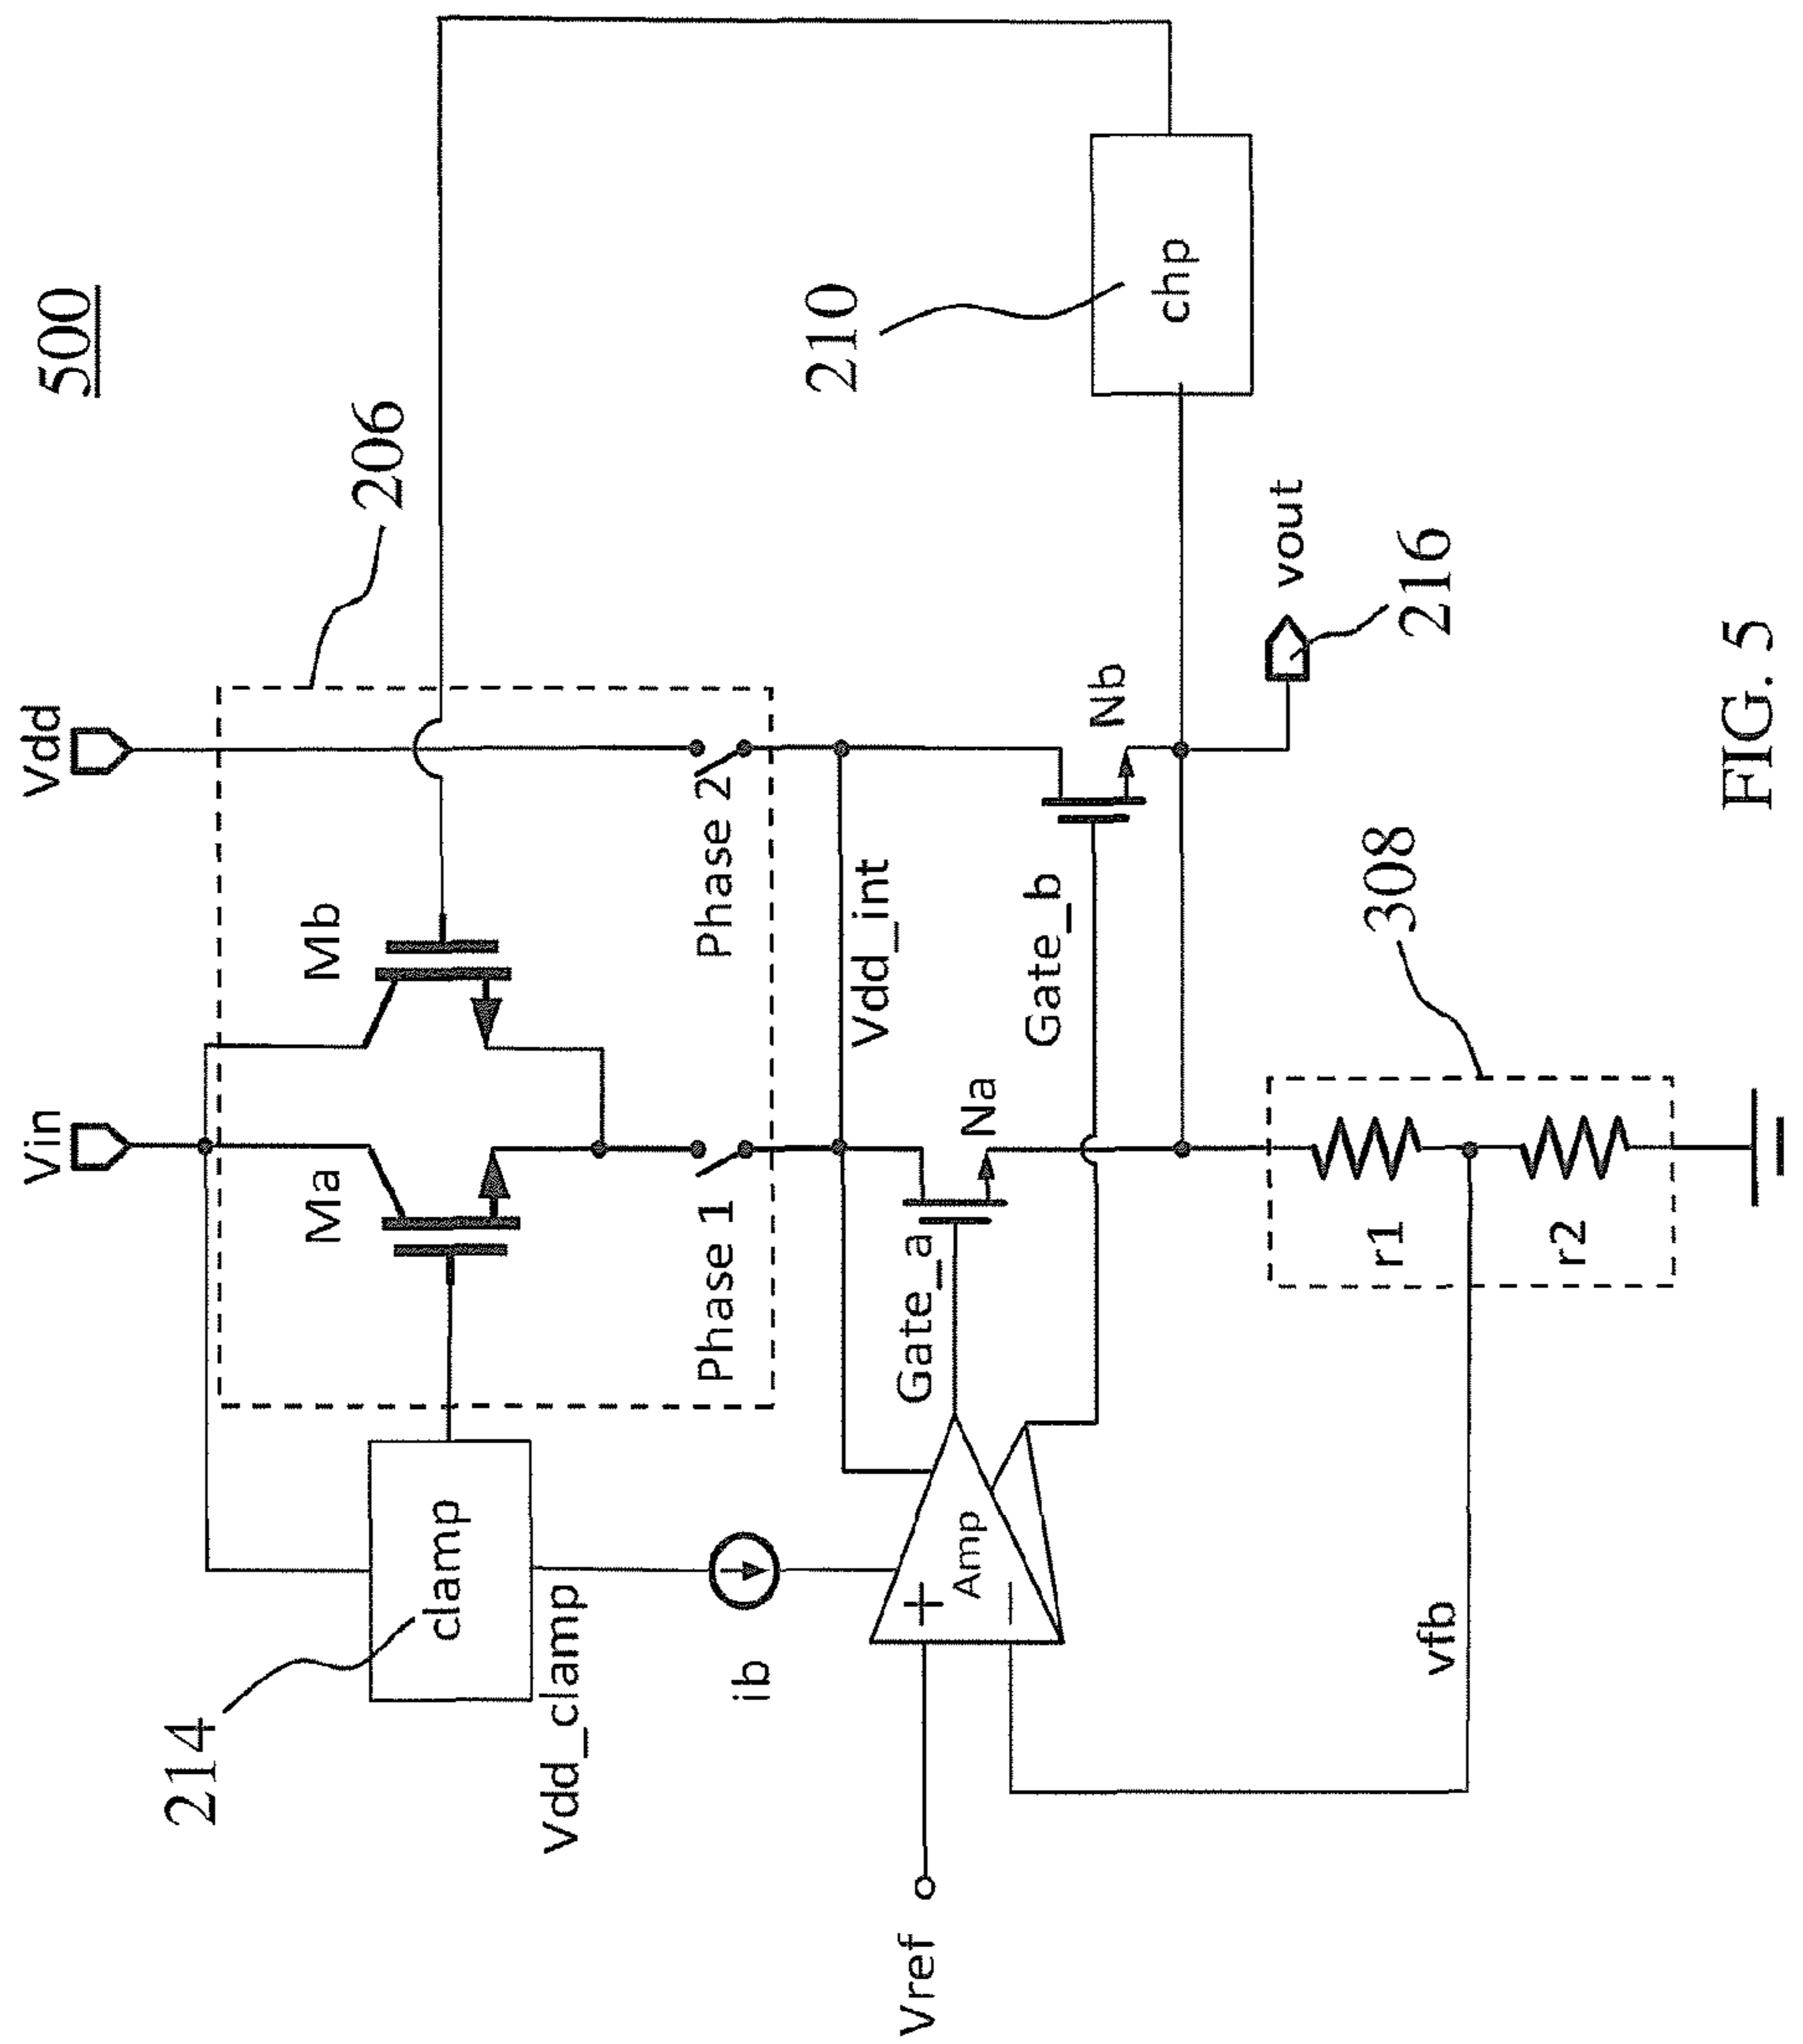 500
Vin
Vdd
206
Ma
Mb
214
clamp
Vdd_clamp
Phase 1
Phase 2
ib
Vdd_int
210
chp
Vref
+
Amp
−
Gate_a
Na
Gate_b
Nb
vout
216
308
r1
r2
vfb
FIG. 5